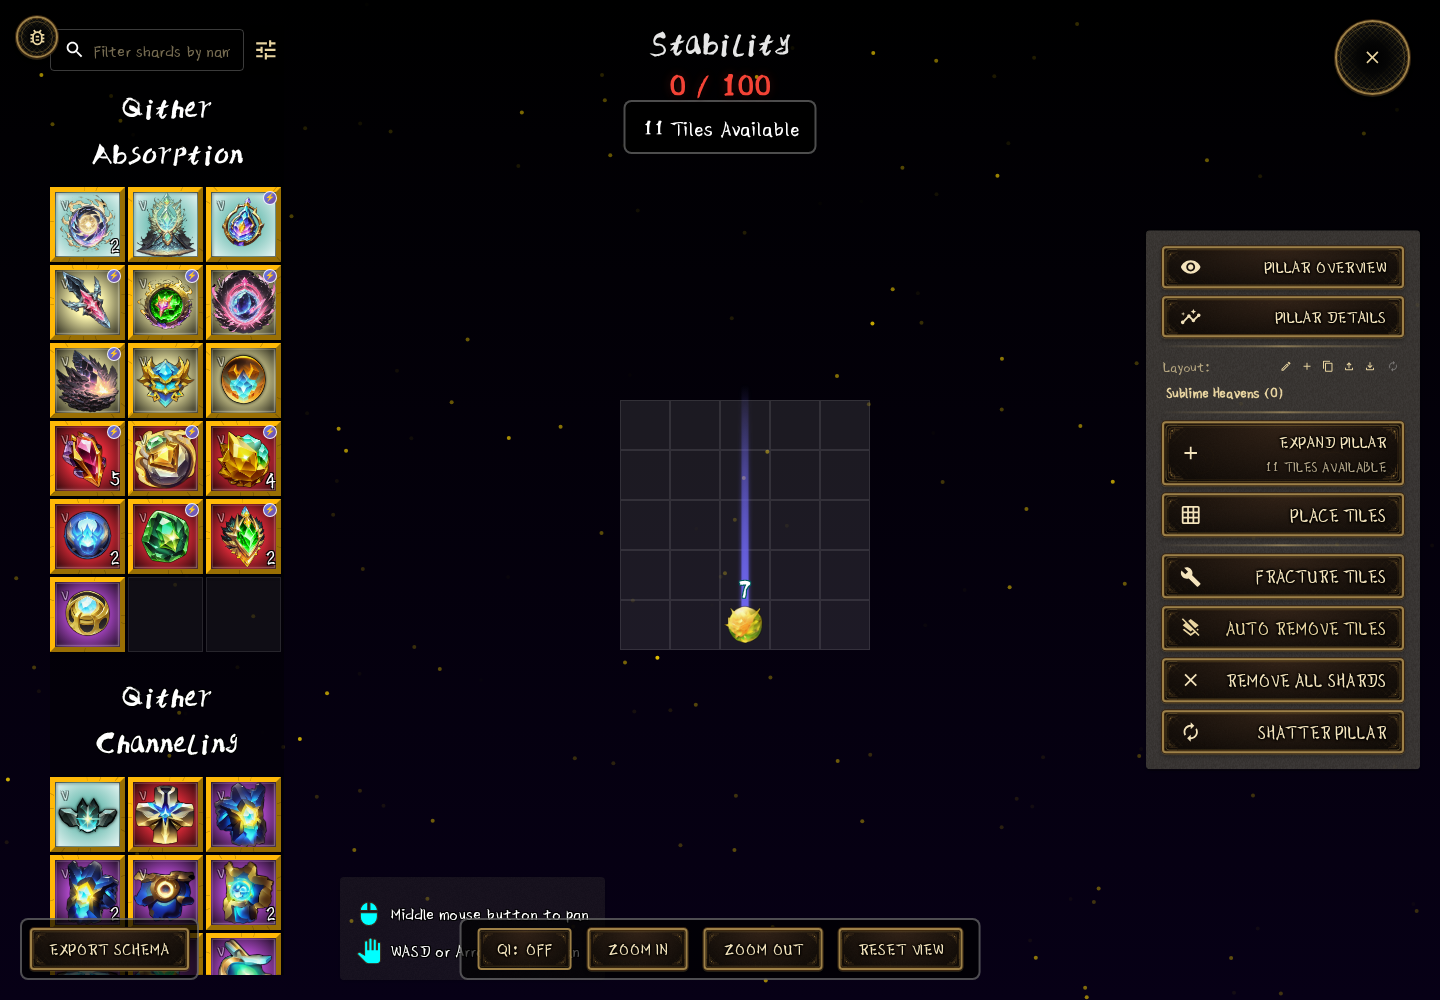 Filter shards by nam
Qither
Absorption
V
2
V
V
V
V
V
V
V
V
V
5
V
V
4
V
2
V
V
2
V
Qither
Channeling
V
V
V
V
2
V
V
2
EXPORT SCHEMA
Stability
0 / 100
11 Tiles Available
7
Middle mouse button to pan
WASD or Arr
QI: OFF
ZOOM IN
ZOOM OUT
RESET VIEW
PILLAR OVERVIEW
PILLAR DETAILS
Layout:
Sublime Heavens (0)
EXPAND PILLAR
11 TILES AVAILABLE
PLACE TILES
FRACTURE TILES
AUTO REMOVE TILES
REMOVE ALL SHARDS
SHATTER PILLAR